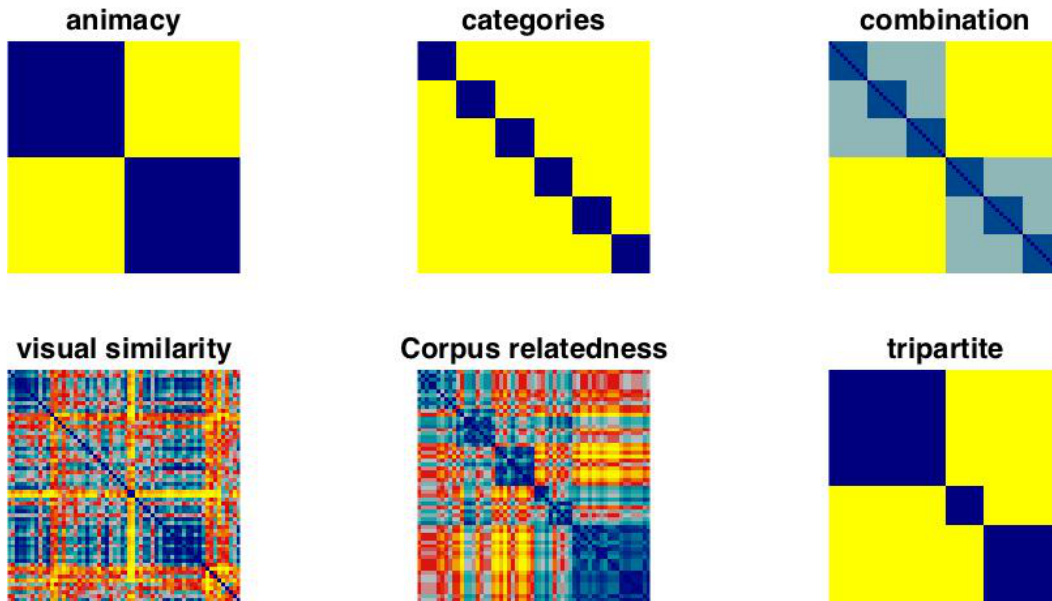 animacy
categories
combination
visual similarity
Corpus relatedness
tripartite